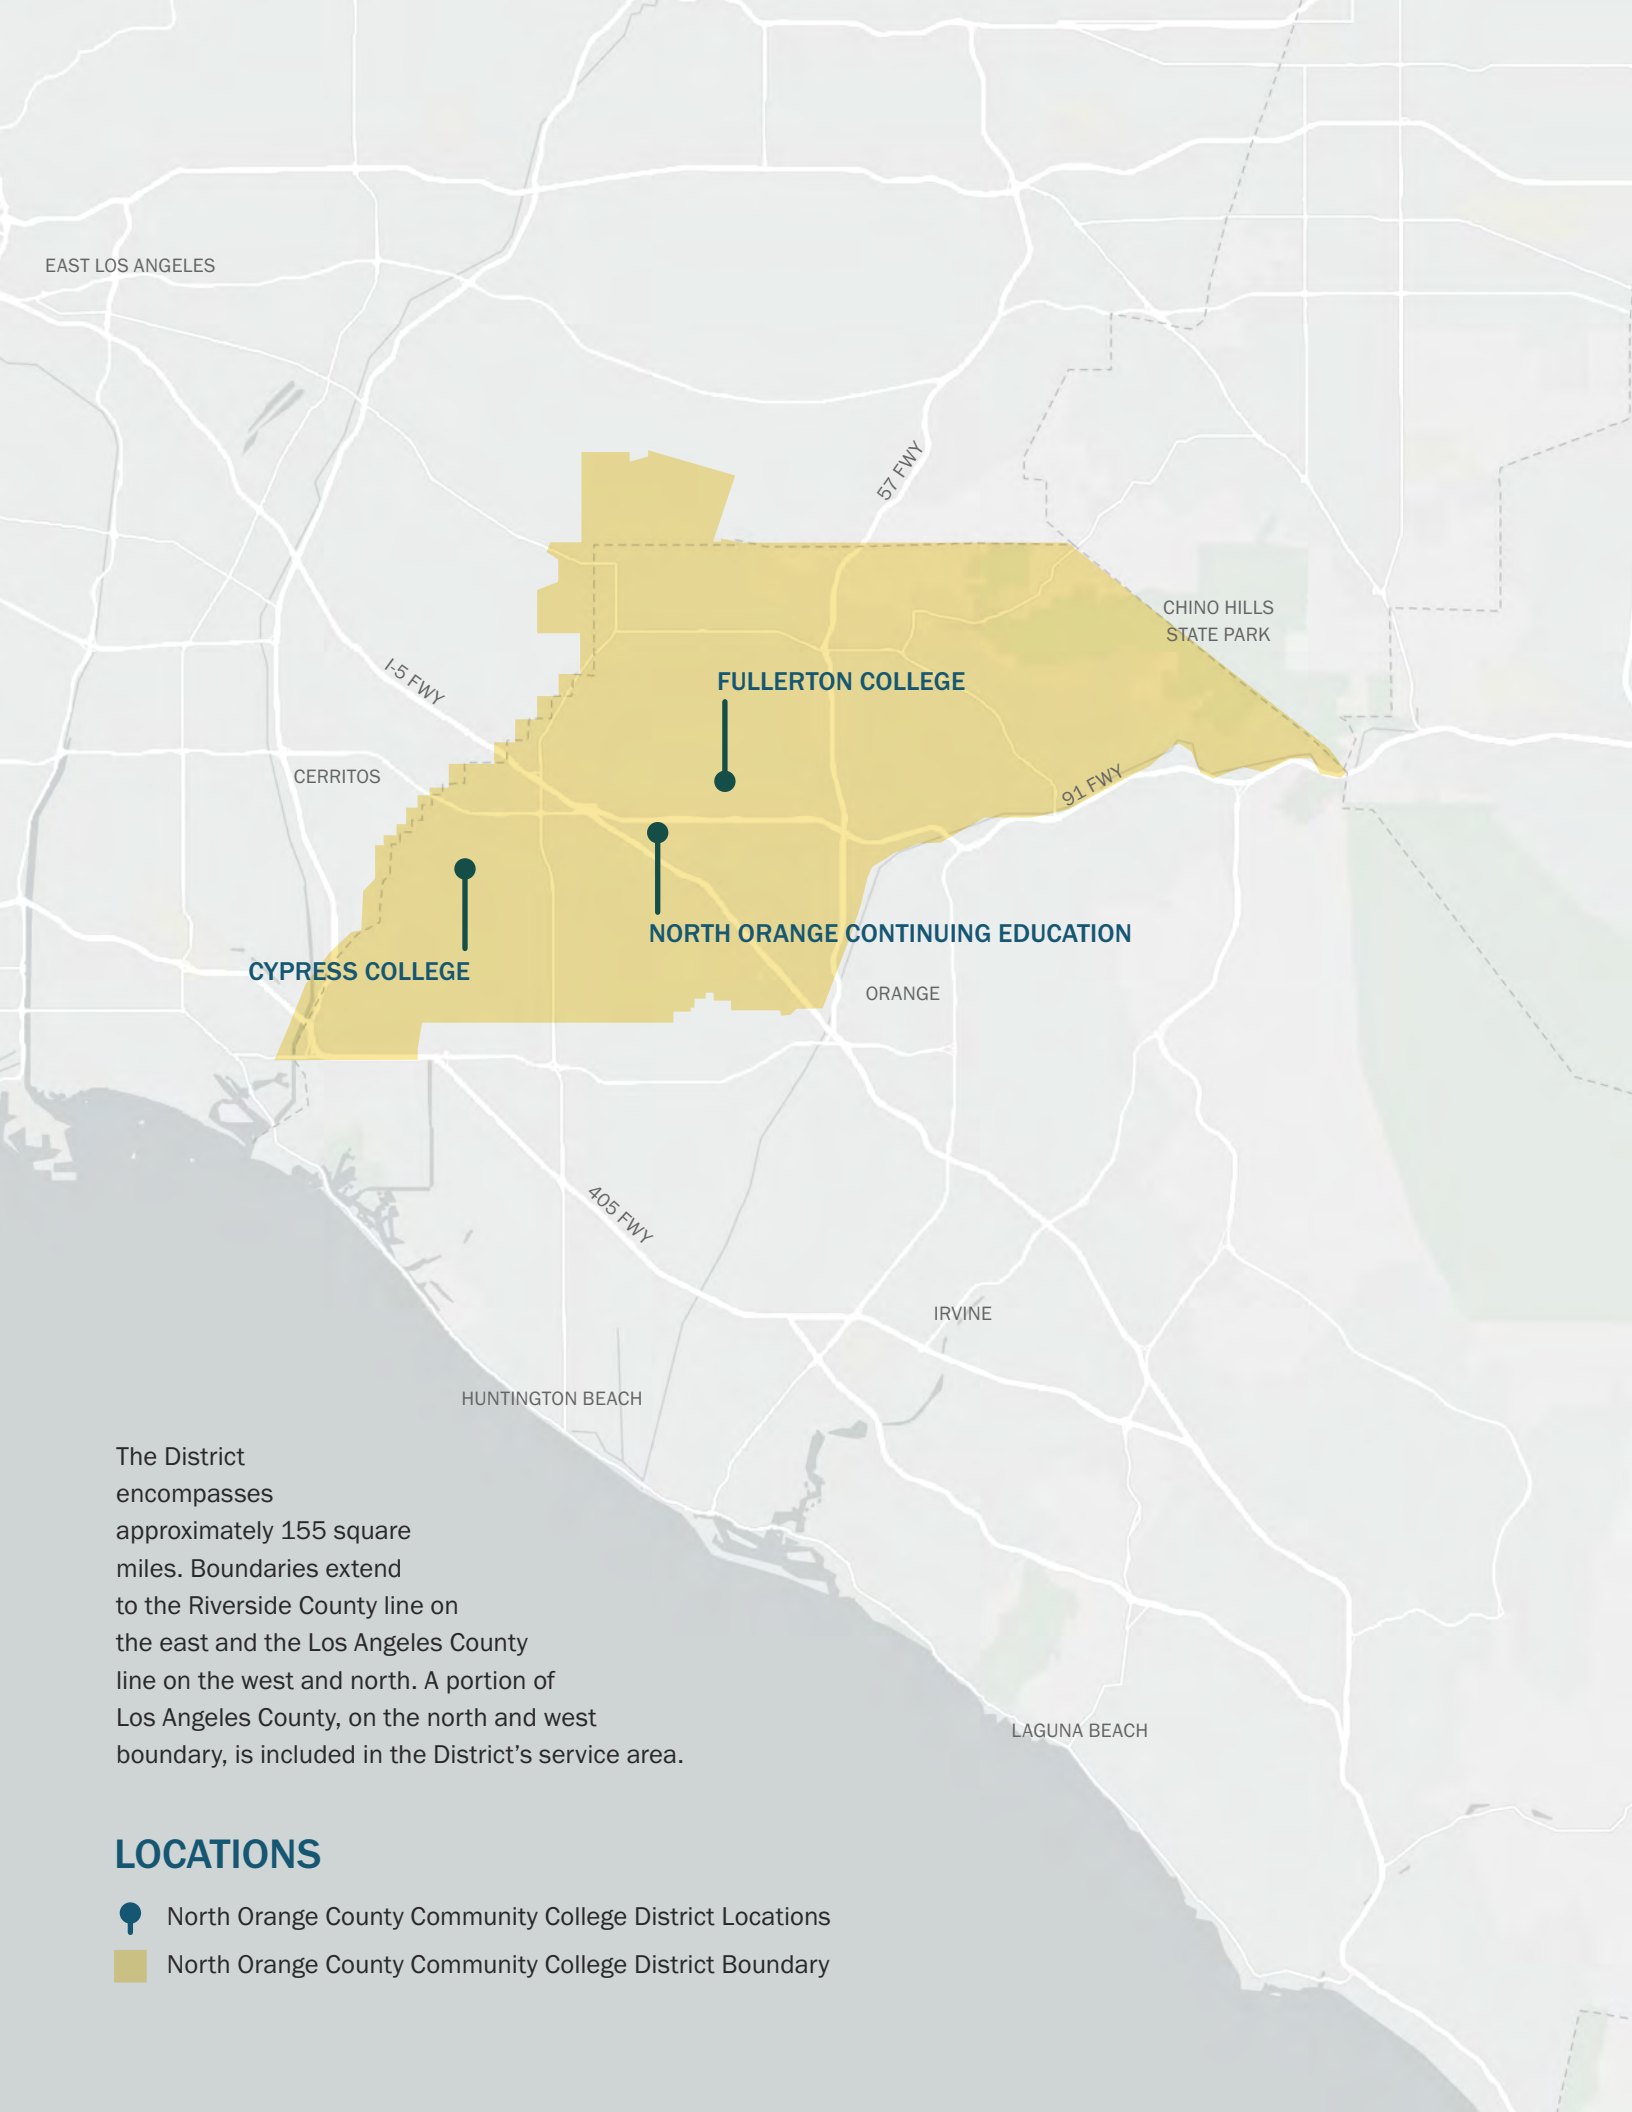 EAST LOS ANGELES
57 FWY
CHINO HILLS
STATE PARK
I-5 FWY
FULLERTON COLLEGE
CERRITOS
91 FWY
NORTH ORANGE CONTINUING EDUCATION
CYPRESS COLLEGE
ORANGE
405 FWY
IRVINE
HUNTINGTON BEACH
The District
encompasses
approximately 155 square
miles. Boundaries extend
to the Riverside County line on
the east and the Los Angeles County
line on the west and north. A portion of
Los Angeles County, on the north and west
boundary, is included in the District’s service area.
LAGUNA BEACH
LOCATIONS
North Orange County Community College District Locations
North Orange County Community College District Boundary